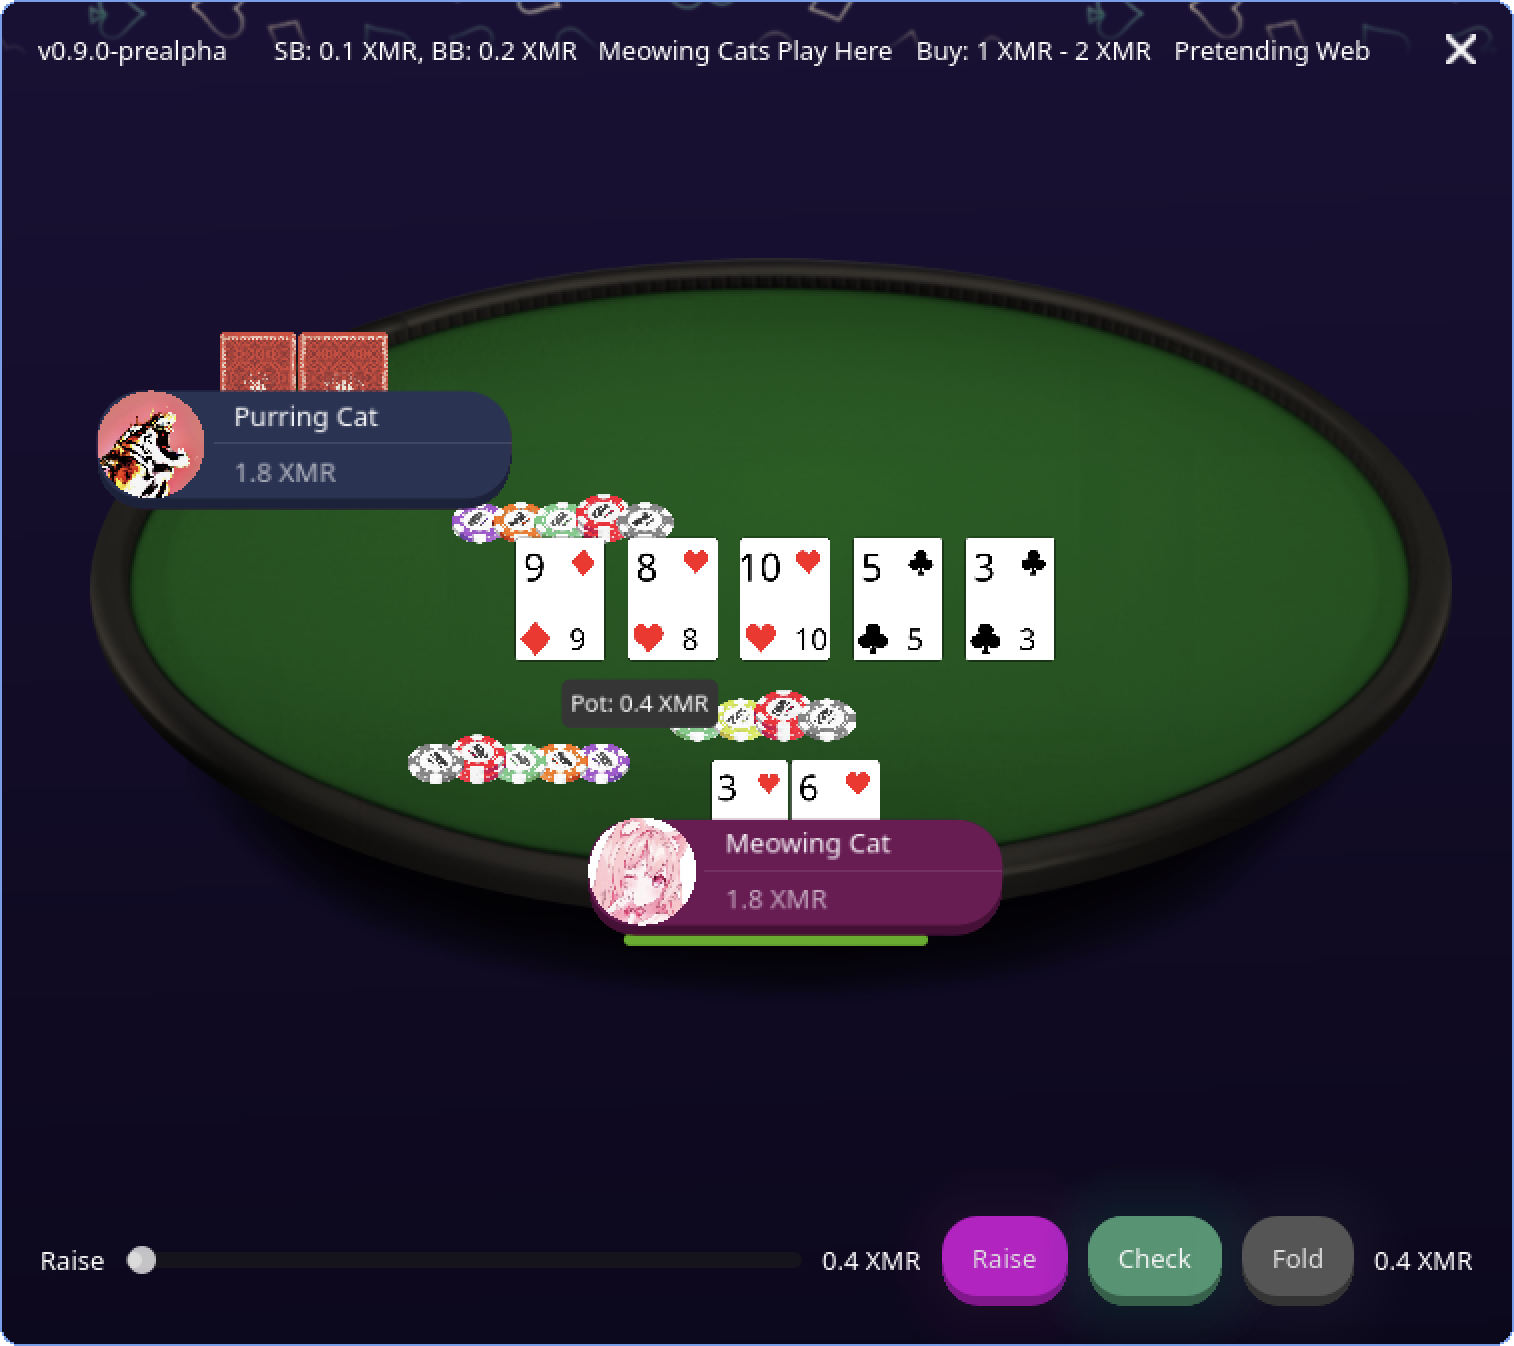 v0.9.0-prealpha SB: 0.1 XMR, BB: 0.2 XMR Meowing Cats Play Here Buy: 1 XMR - 2 XMR Pretending Web
Purring Cat
1.8 XMR
9 8 10 5 3
9 8 10 5 3
Pot: 0.4 XMR
3 6
Meowing Cat
1.8 XMR
Raise 0.4 XMR Raise Check Fold 0.4 XMR